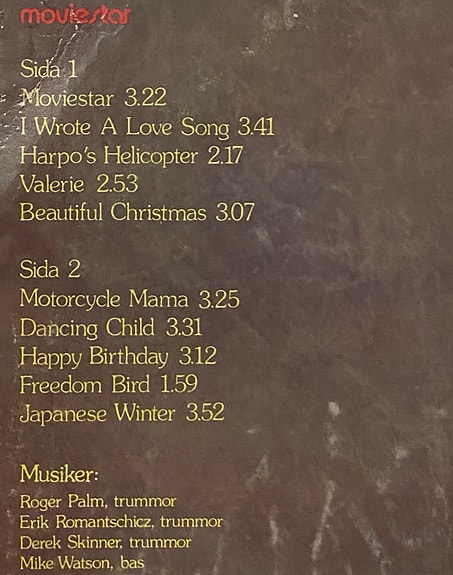 moviestar
Sida 1
Moviestar 3.22
I Wrote A Love Song 3.41
Harpo's Helicopter 2.17
Valerie 2.53
Beautiful Christmas 3.07
Sida 2
Motorcycle Mama 3.25
Dancing Child 3.31
Happy Birthday 3.12
Freedom Bird 1.59
Japanese Winter 3.52
Musiker:
Roger Palm, trummor
Erik Romantschicz, trummor
Derek Skinner, trummor
Mike Watson, bas